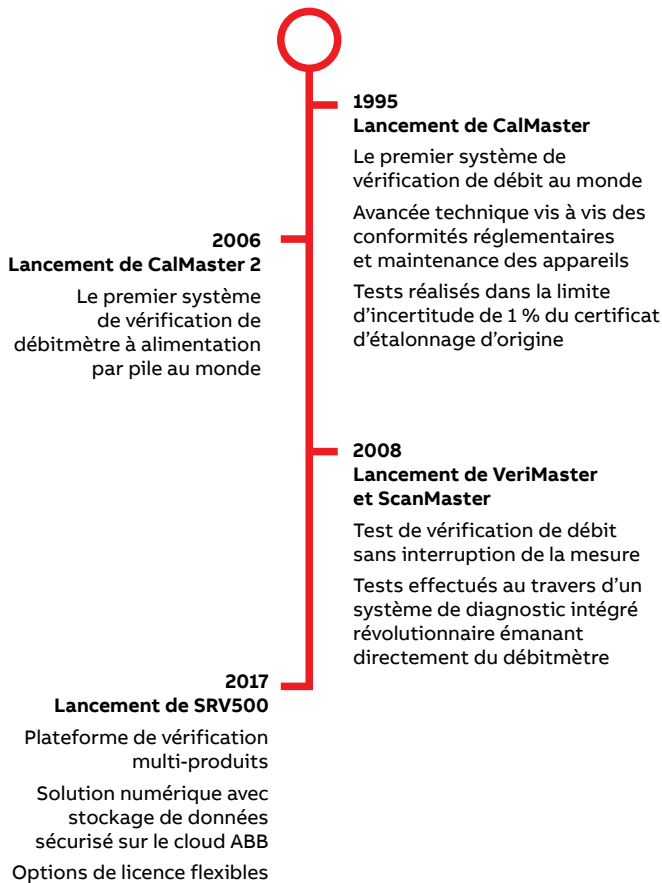 1995
Lancement de CalMaster
Le premier système de
vérification de débit au monde
Avancée technique vis à vis des
conformités réglementaires
et maintenance des appareils
Tests réalisés dans la limite
d’incertitude de 1 % du certificat
d’étalonnage d’origine
2006
Lancement de CalMaster 2
Le premier système
de vérification de
débitmètre à alimentation
par pile au monde
2008
Lancement de VeriMaster
et ScanMaster
Test de vérification de débit
sans interruption de la mesure
Tests effectués au travers d’un
système de diagnostic intégré
révolutionnaire émanant
directement du débitmètre
2017
Lancement de SRV500
Plateforme de vérification
multi-produits
Solution numérique avec
stockage de données
sécurisé sur le cloud ABB
Options de licence flexibles